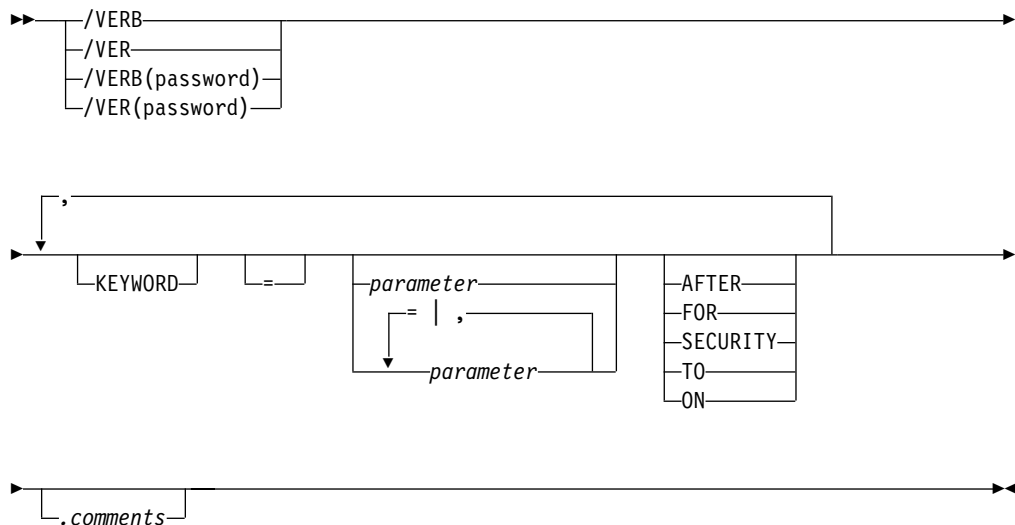 /VERB
/VER
/VERB(password)
/VER(password)
,
KEYWORD = parameter AFTER
= | , FOR
SECURITY
parameter TO
ON
.comments